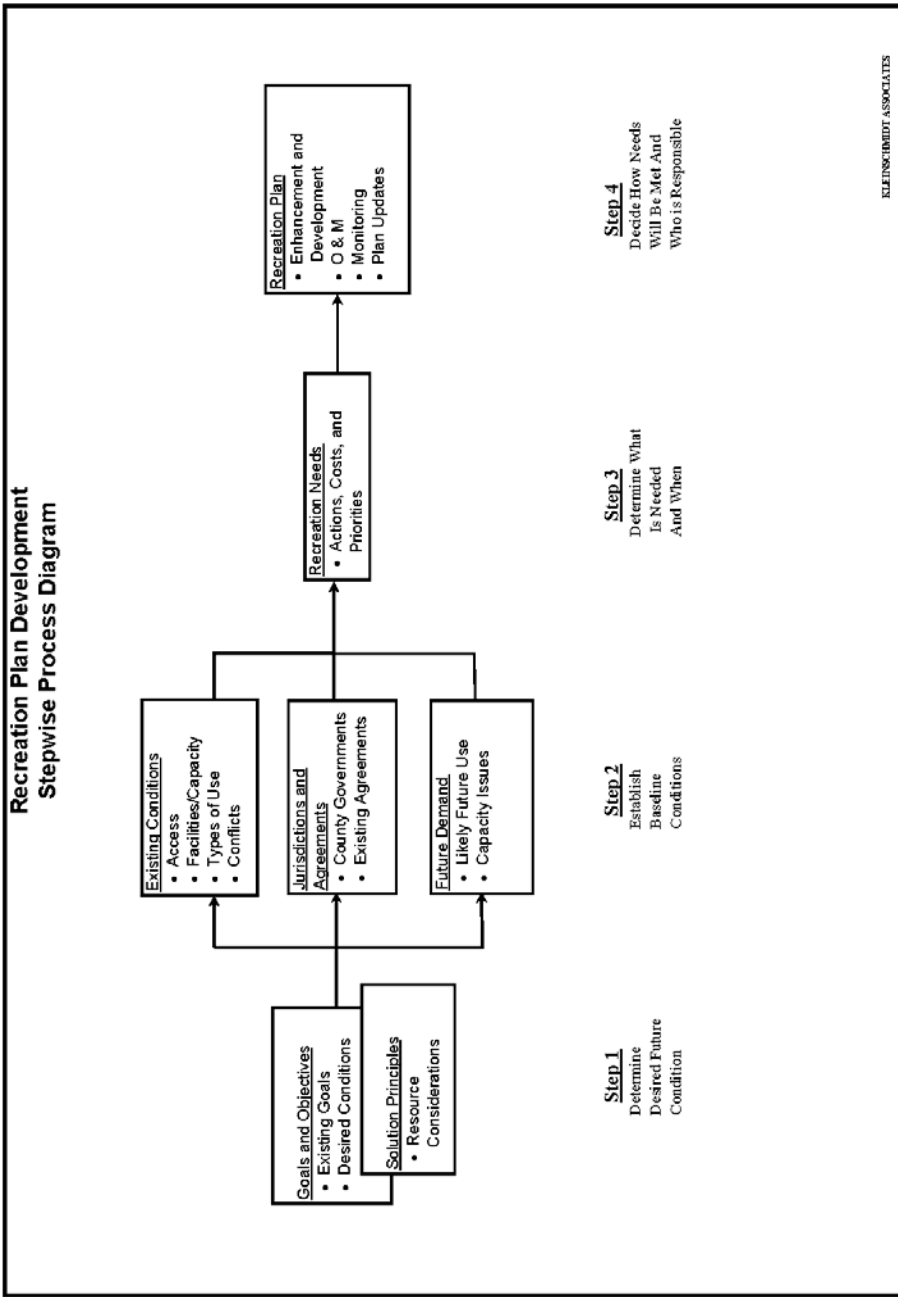 Recreation Plan Development
Stepwise Process Diagram
Goals and Objectives
• Existing Goals
• Desired Conditions
Solution Principles
• Resource
Considerations
Existing Conditions
• Access
• Facilities/Capacity
• Types of Use
• Conflicts
Jurisdictions and
Agreements
• County Governments
• Existing Agreements
Future Demand
• Likely Future Use
• Capacity Issues
Recreation Needs
• Actions, Costs, and
Priorities
Recreation Plan
• Enhancement and
Development
• O & M
• Monitoring
• Plan Updates
Step 1
Determine
Desired Future
Condition
Step 2
Establish
Baseline
Conditions
Step 3
Determine What
Is Needed
And When
Step 4
Decide How Needs
Will Be Met And
Who is Responsible
KLEINSCHMIDT ASSOCIATES